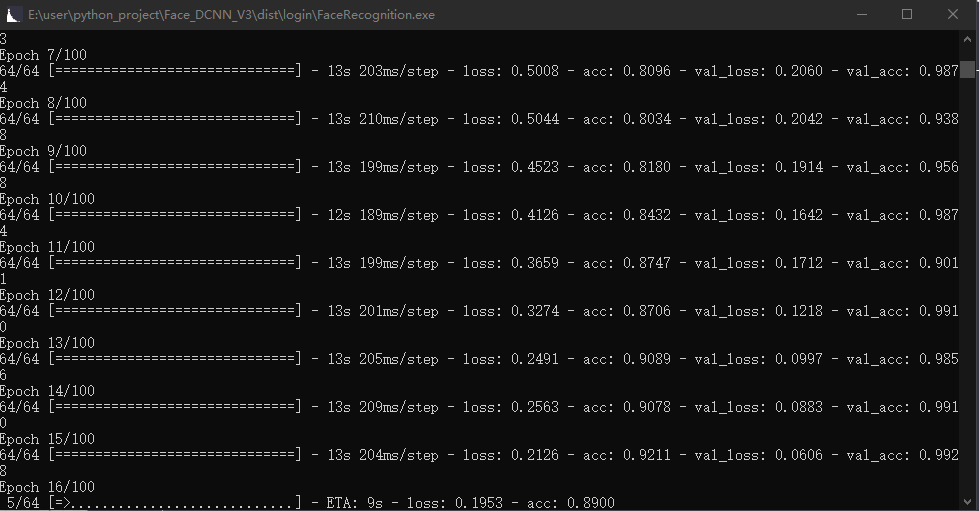 E:\user\python_project\Face_DCNN_V3\dist\login\FaceRecognition.exe
3
Epoch 7/100
64/64 [==============================] - 13s 203ms/step - loss: 0.5008 - acc: 0.8096 - val_loss: 0.2060 - val_acc: 0.987
4
Epoch 8/100
64/64 [==============================] - 13s 210ms/step - loss: 0.5044 - acc: 0.8034 - val_loss: 0.2042 - val_acc: 0.938
8
Epoch 9/100
64/64 [==============================] - 13s 199ms/step - loss: 0.4523 - acc: 0.8180 - val_loss: 0.1914 - val_acc: 0.956
8
Epoch 10/100
64/64 [==============================] - 12s 189ms/step - loss: 0.4126 - acc: 0.8432 - val_loss: 0.1642 - val_acc: 0.987
4
Epoch 11/100
64/64 [==============================] - 13s 199ms/step - loss: 0.3659 - acc: 0.8747 - val_loss: 0.1712 - val_acc: 0.901
1
Epoch 12/100
64/64 [==============================] - 13s 201ms/step - loss: 0.3274 - acc: 0.8706 - val_loss: 0.1218 - val_acc: 0.991
0
Epoch 13/100
64/64 [==============================] - 13s 205ms/step - loss: 0.2491 - acc: 0.9089 - val_loss: 0.0997 - val_acc: 0.985
6
Epoch 14/100
64/64 [==============================] - 13s 209ms/step - loss: 0.2563 - acc: 0.9078 - val_loss: 0.0883 - val_acc: 0.991
0
Epoch 15/100
64/64 [==============================] - 13s 204ms/step - loss: 0.2126 - acc: 0.9211 - val_loss: 0.0606 - val_acc: 0.992
8
Epoch 16/100
5/64 [=>............................] - ETA: 9s - loss: 0.1953 - acc: 0.8900